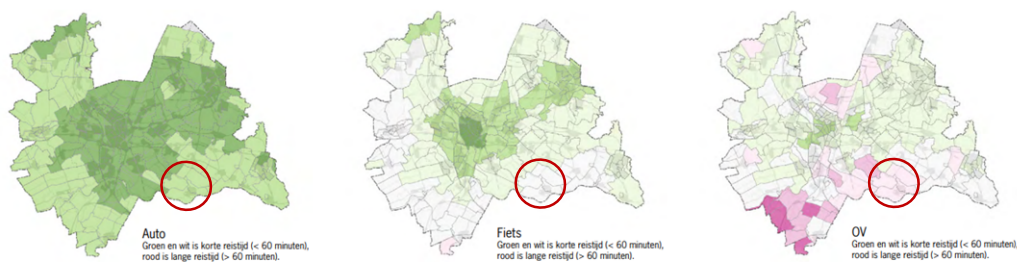 Auto
Groen en wit is korte reistijd (< 60 minuten),
rood is lange reistijd (> 60 minuten).
Fiets
Groen en wit is korte reistijd (< 60 minuten),
rood is lange reistijd (> 60 minuten).
OV
Groen en wit is korte reistijd (< 60 minuten),
rood is lange reistijd (> 60 minuten).